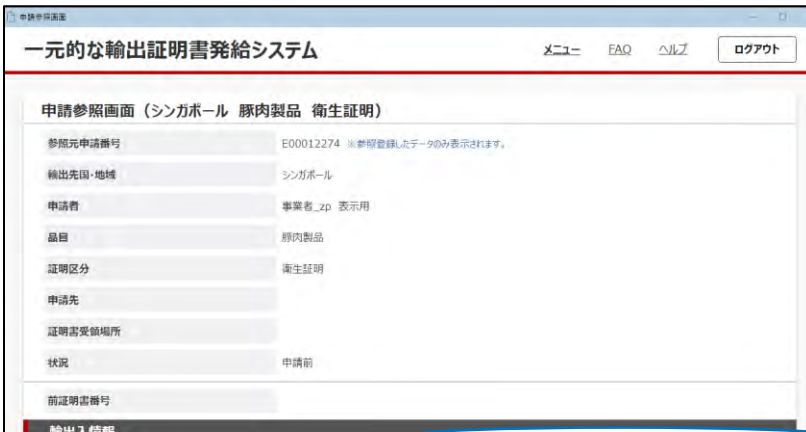 申請参照画面
一元的な輸出証明書発給システム
メニュー FAQ ヘルプ ログアウト
申請参照画面（シンガポール 豚肉製品 衛生証明）
参照元申請番号 E00012274 ※参照登録したデータのみ表示されます。
輸出先国・地域 シンガポール
申請者 事業者_zp 表示用
品目 豚肉製品
証明区分 衛生証明
申請先
証明書受領場所
状況 申請前
前証明書番号
輸出入情報